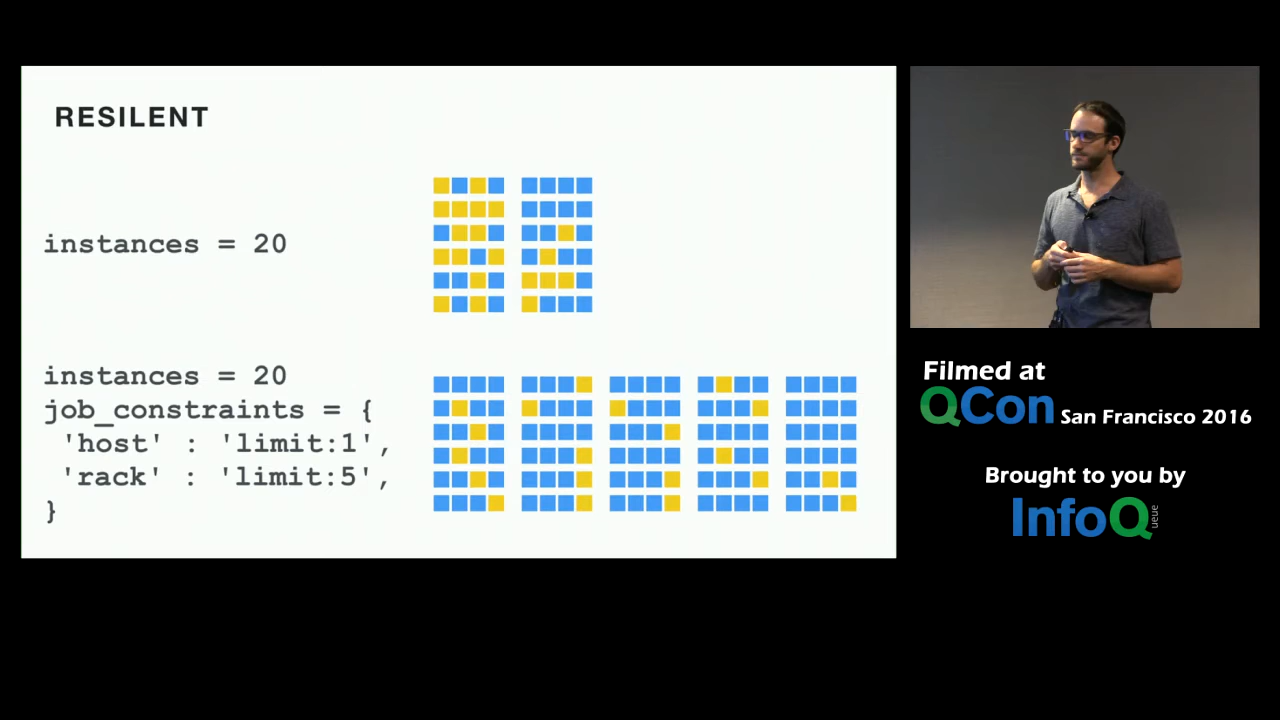 RESILENT
instances = 20
instances = 20
job_constraints = {
'host' : 'limit:1',
'rack' : 'limit:5',
}
Filmed at
QCon San Francisco 2016
Brought to you by
InfoQueue